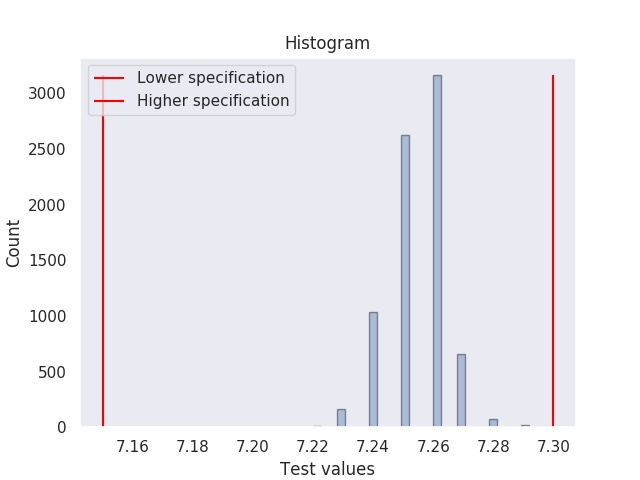 Histogram
Lower specification
Higher specification
3000
2500
2000
1500
1000
500
0
Count
7.16 7.18 7.20 7.22 7.24 7.26 7.28 7.30
Test values